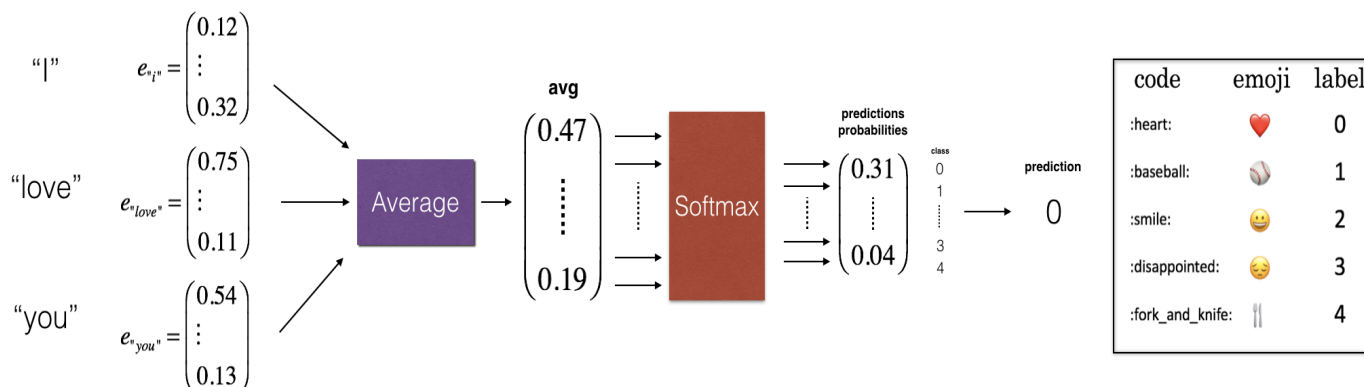 “I”
e"i" =
0.12
⋮
0.32
“love”
e"love" =
0.75
⋮
0.11
“you”
e"you" =
0.54
⋮
0.13
Average
avg
0.47
⋮
0.19
Softmax
predictions
probabilities
0.31
⋮
0.04
class
0
1
⋮
3
4
prediction
0
code emoji label
:heart: ❤️ 0
:baseball: ⚾ 1
:smile: 😀 2
:disappointed: 😔 3
:fork_and_knife: 🍴 4